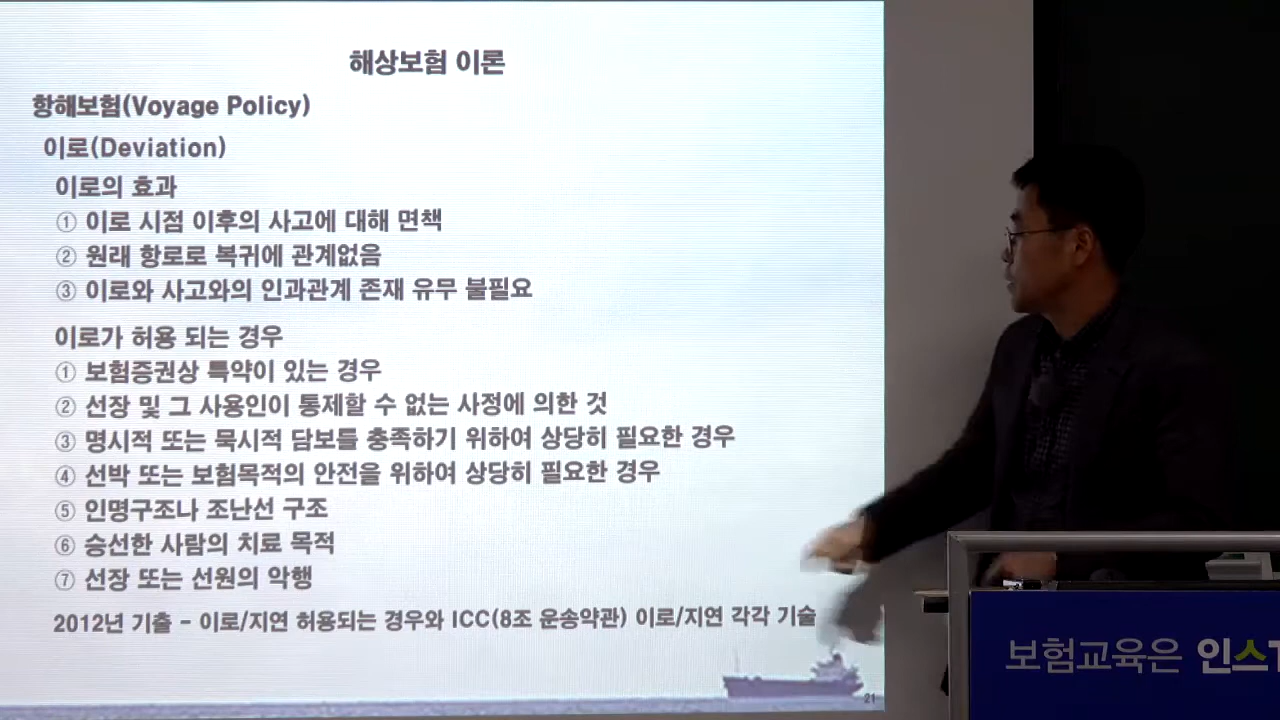 해상보험 이론
항해보험(Voyage Policy)
이로(Deviation)
이로의 효과
① 이로 시점 이후의 사고에 대해 면책
② 원래 항로로 복귀에 관계없음
③ 이로와 사고와의 인과관계 존재 유무 불필요
이로가 허용 되는 경우
① 보험증권상 특약이 있는 경우
② 선장 및 그 사용인이 통제할 수 없는 사정에 의한 것
③ 명시적 또는 묵시적 담보를 충족하기 위하여 상당히 필요한 경우
④ 선박 또는 보험목적의 안전을 위하여 상당히 필요한 경우
⑤ 인명구조나 조난선 구조
⑥ 승선한 사람의 치료 목적
⑦ 선장 또는 선원의 악행
2012년 기출 - 이로/지연 허용되는 경우와 ICC(8조 운송약관) 이로/지연 각각 기술
21
보험교육은 인스